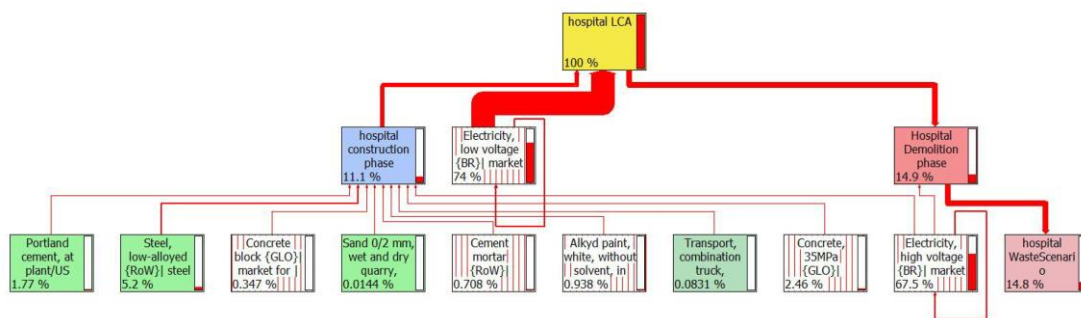 hospital LCA
100 %
hospital
construction
phase
11.1 %
Electricity,
low voltage
{BR}| market
74 %
Hospital
Demolition
phase
14.9 %
Portland
cement, at
plant/US
1.77 %
Steel,
low-alloyed
{RoW}| steel
5.2 %
Concrete
block {GLO}|
market for |
0.347 %
Sand 0/2 mm,
wet and dry
quarry,
0.0144 %
Cement
mortar
{RoW}|
0.708 %
Alkyd paint,
white, without
solvent, in
0.938 %
Transport,
combination
truck,
0.0831 %
Concrete,
35MPa
{GLO}|
2.46 %
Electricity,
high voltage
{BR}| market
67.5 %
hospital
WasteScenari
o
14.8 %